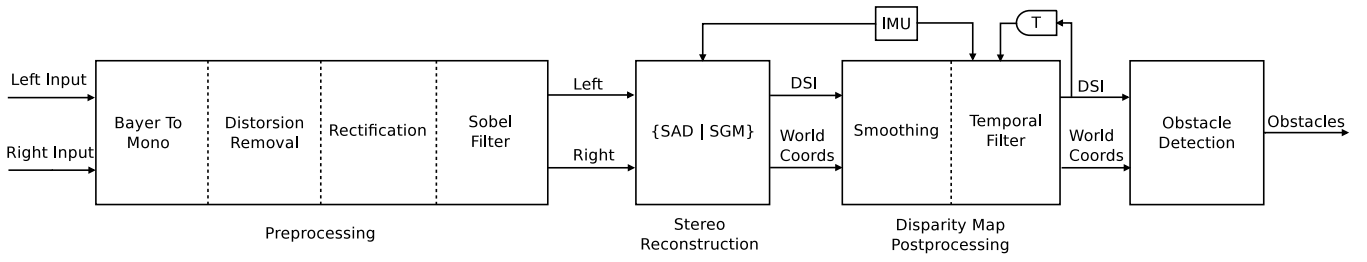 IMU
T
Left Input
Right Input
Bayer To
Mono
Distorsion
Removal
Rectification
Sobel
Filter
Left
Right
{SAD | SGM}
DSI
World
Coords
Smoothing
Temporal
Filter
DSI
World
Coords
Obstacle
Detection
Obstacles
Preprocessing
Stereo
Reconstruction
Disparity Map
Postprocessing